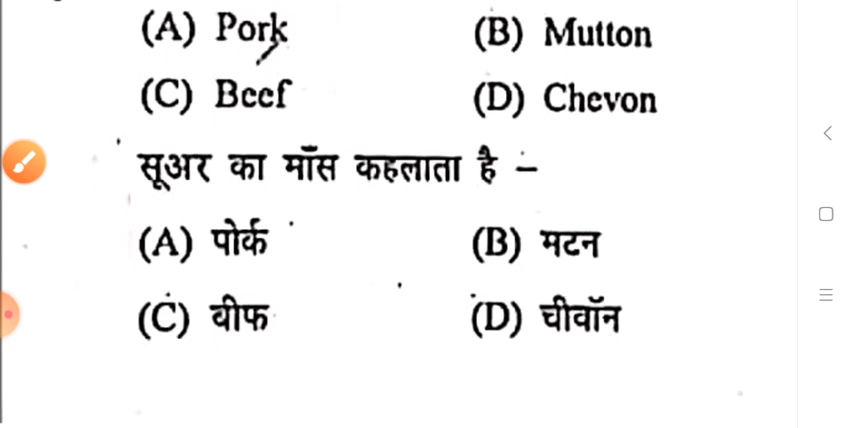 (A) Pork (B) Mutton
(C) Beef (D) Chevon
सूअर का माँस कहलाता है –
(A) पोर्क (B) मटन
(C) बीफ (D) चीवॉन